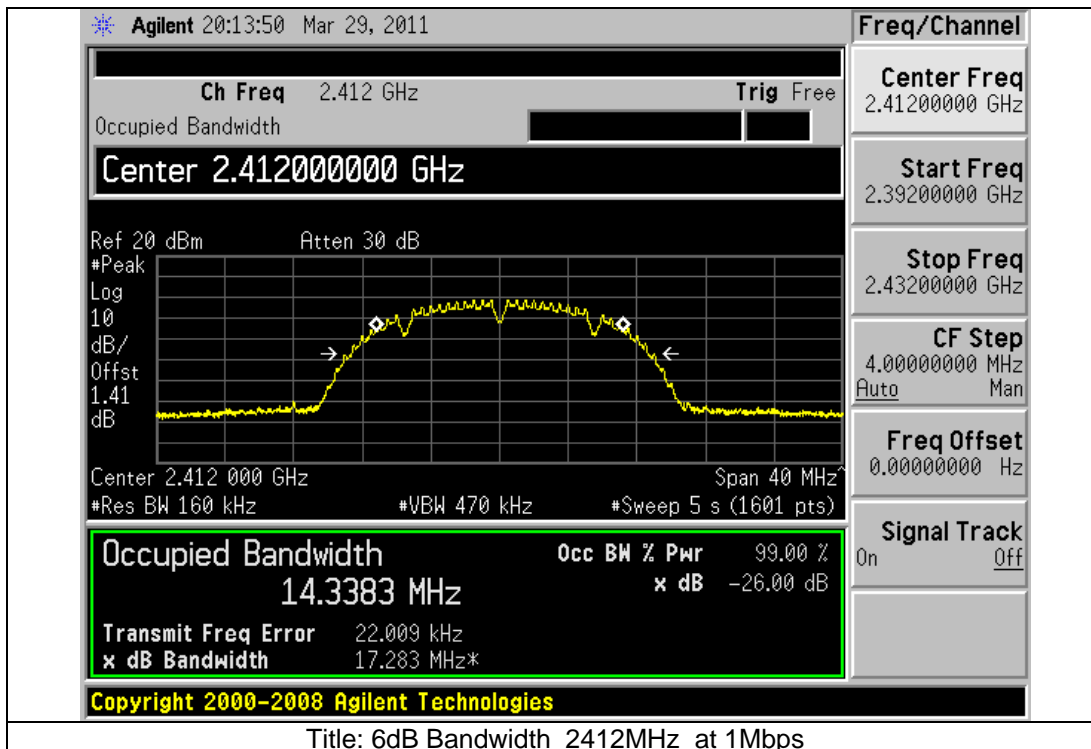 Agilent 20:13:50 Mar 29, 2011
Freq/Channel
Ch Freq 2.412 GHz Trig Free
Occupied Bandwidth
Center 2.412000000 GHz
Ref 20 dBm Atten 30 dB
#Peak
Log
10
dB/
Offst
1.41
dB
Center 2.412 000 GHz Span 40 MHz^
#Res BW 160 kHz #VBW 470 kHz #Sweep 5 s (1601 pts)
Occupied Bandwidth Occ BW % Pwr 99.00 %
14.3383 MHz x dB -26.00 dB
Transmit Freq Error 22.009 kHz
x dB Bandwidth 17.283 MHz*
Copyright 2000-2008 Agilent Technologies
Center Freq
2.41200000 GHz
Start Freq
2.39200000 GHz
Stop Freq
2.43200000 GHz
CF Step
4.00000000 MHz
Auto Man
Freq Offset
0.00000000 Hz
Signal Track
On Off
Title: 6dB Bandwidth_2412MHz_at 1Mbps